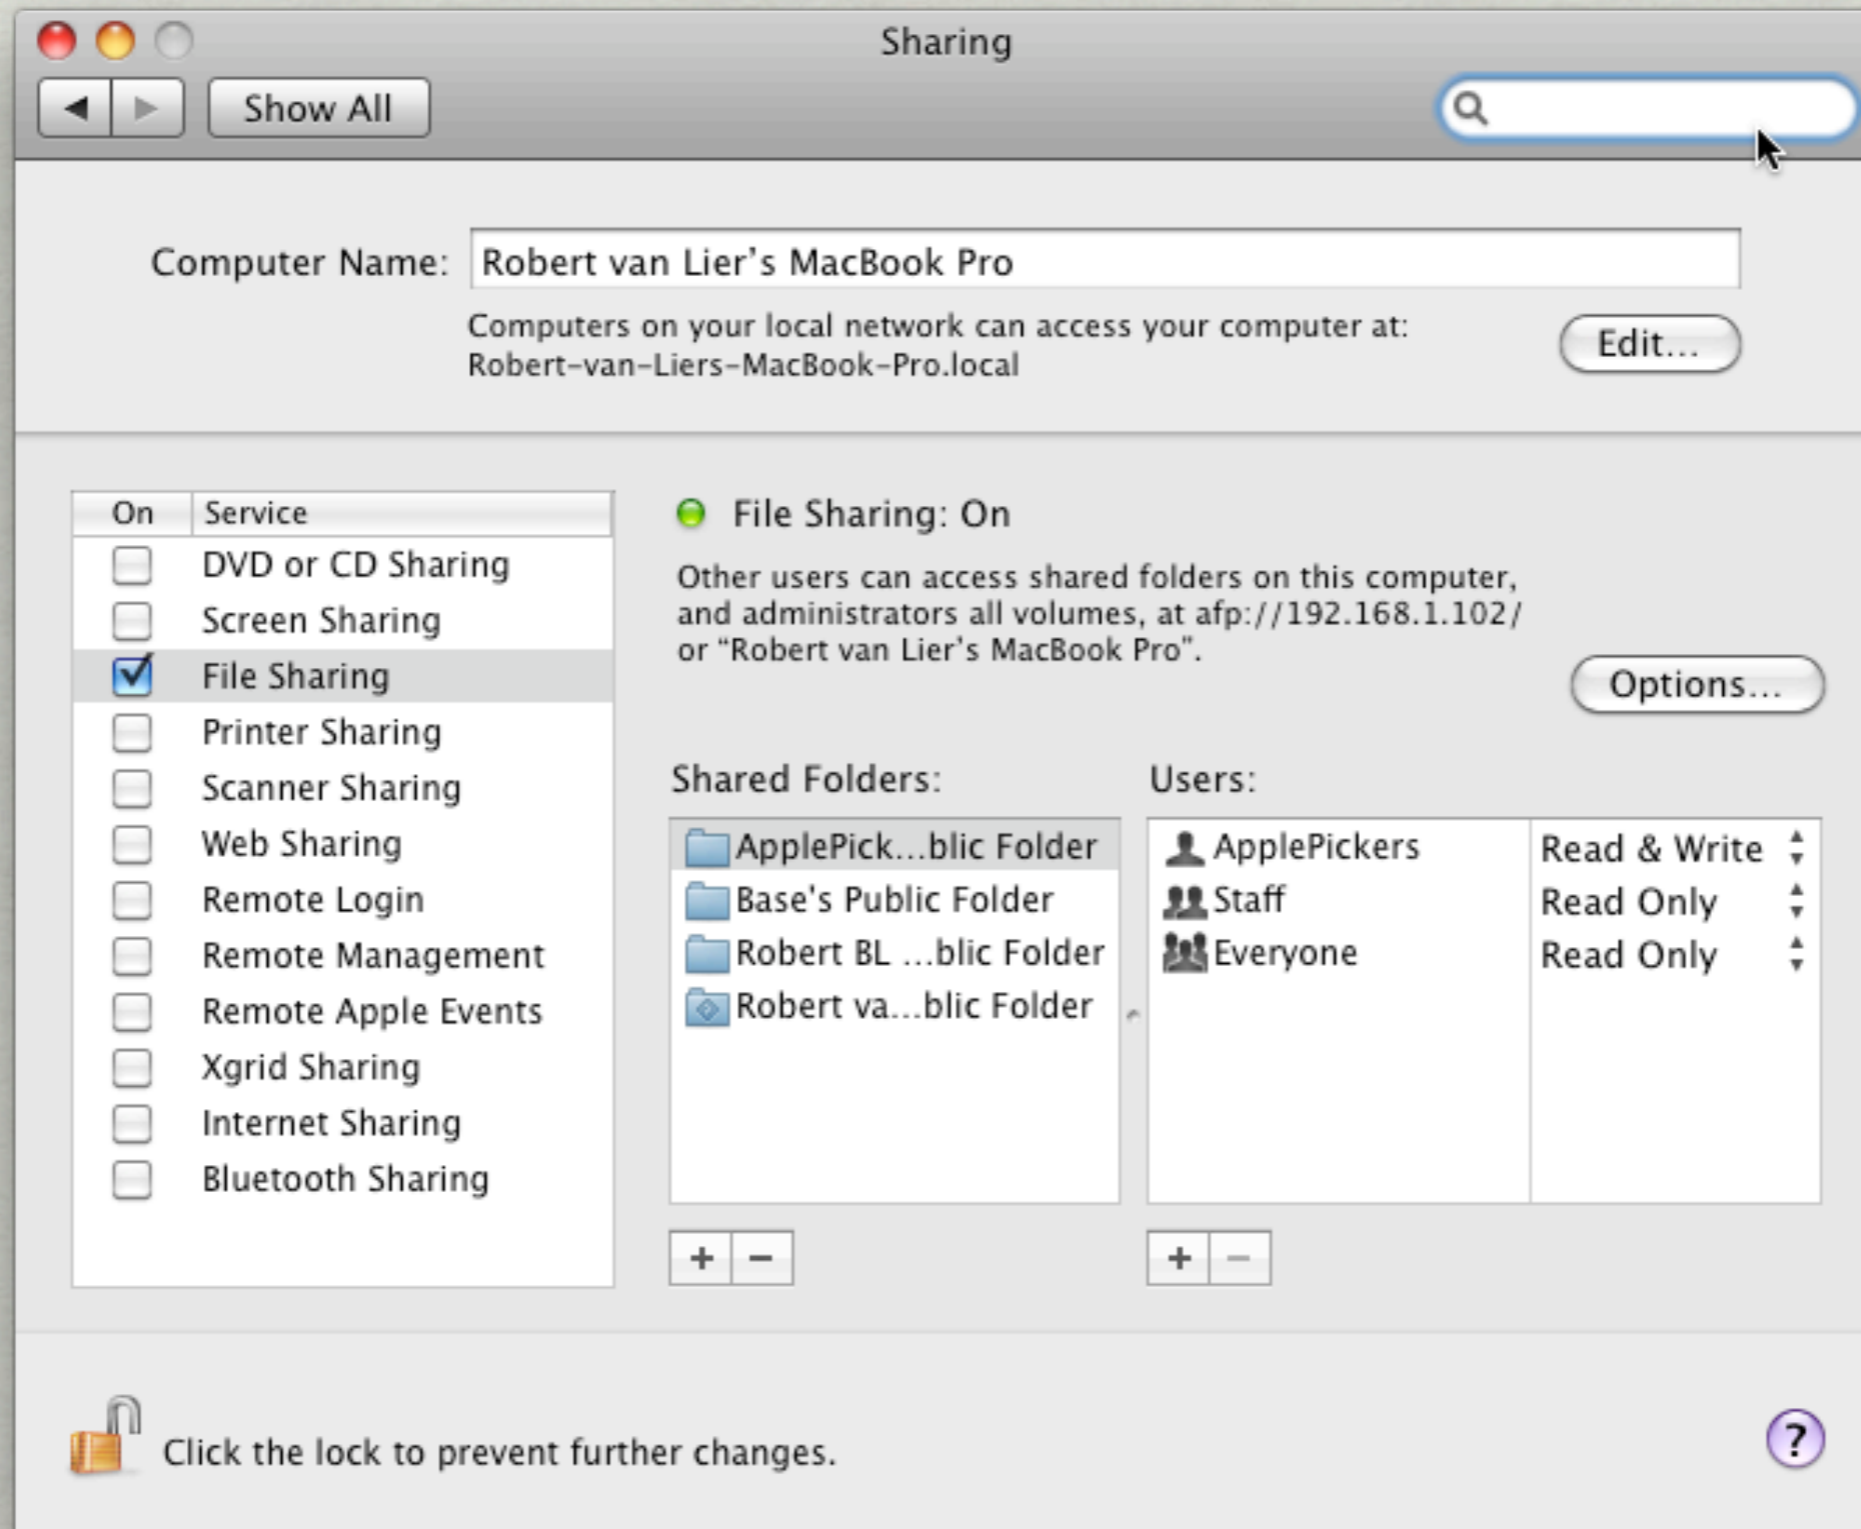 Sharing
Show All
Computer Name: Robert van Lier’s MacBook Pro
Computers on your local network can access your computer at:
Robert-van-Liers-MacBook-Pro.local
Edit...
On Service
DVD or CD Sharing
Screen Sharing
File Sharing
Printer Sharing
Scanner Sharing
Web Sharing
Remote Login
Remote Management
Remote Apple Events
Xgrid Sharing
Internet Sharing
Bluetooth Sharing
File Sharing: On
Other users can access shared folders on this computer,
and administrators all volumes, at afp://192.168.1.102/
or “Robert van Lier’s MacBook Pro”.
Options...
Shared Folders:
ApplePick...blic Folder
Base's Public Folder
Robert BL ...blic Folder
Robert va...blic Folder
+ −
Users:
ApplePickers Read & Write
Staff Read Only
Everyone Read Only
+ −
Click the lock to prevent further changes.
?